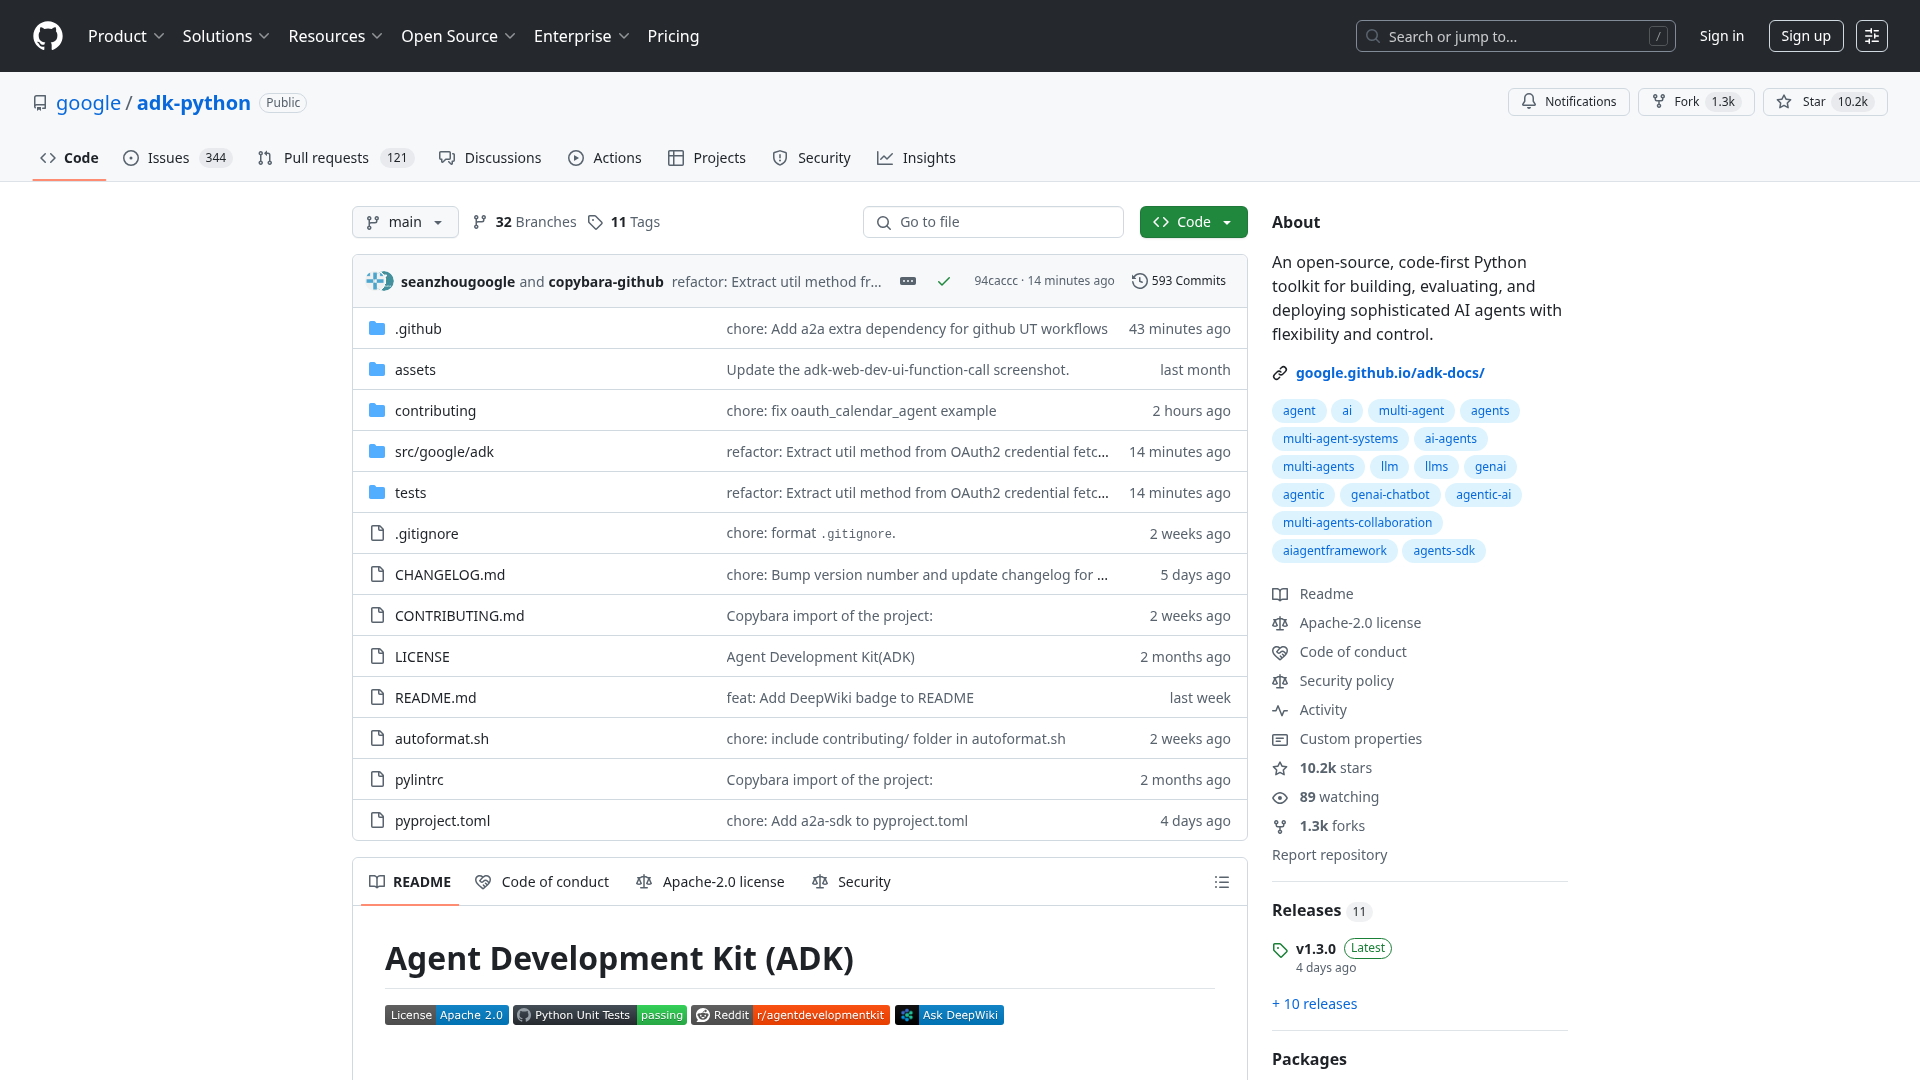 Product Solutions Resources Open Source Enterprise Pricing Search or jump to... / Sign in Sign up
google / adk-python Public Notifications Fork 1.3k Star 10.2k
Code Issues 344 Pull requests 121 Discussions Actions Projects Security Insights
main 32 Branches 11 Tags Go to file Code
seanzhougoogle and copybara-github refactor: Extract util method fr... 94caccc · 14 minutes ago 593 Commits
.github chore: Add a2a extra dependency for github UT workflows 43 minutes ago
assets Update the adk-web-dev-ui-function-call screenshot. last month
contributing chore: fix oauth_calendar_agent example 2 hours ago
src/google/adk refactor: Extract util method from OAuth2 credential fetc... 14 minutes ago
tests refactor: Extract util method from OAuth2 credential fetc... 14 minutes ago
.gitignore chore: format .gitignore. 2 weeks ago
CHANGELOG.md chore: Bump version number and update changelog for ... 5 days ago
CONTRIBUTING.md Copybara import of the project: 2 weeks ago
LICENSE Agent Development Kit(ADK) 2 months ago
README.md feat: Add DeepWiki badge to README last week
autoformat.sh chore: include contributing/ folder in autoformat.sh 2 weeks ago
pylintrc Copybara import of the project: 2 months ago
pyproject.toml chore: Add a2a-sdk to pyproject.toml 4 days ago
README Code of conduct Apache-2.0 license Security
Agent Development Kit (ADK)
License Apache 2.0 Python Unit Tests passing Reddit r/agentdevelopmentkit Ask DeepWiki
About
An open-source, code-first Python
toolkit for building, evaluating, and
deploying sophisticated AI agents with
flexibility and control.
google.github.io/adk-docs/
agent ai multi-agent agents
multi-agent-systems ai-agents
multi-agents llm llms genai
agentic genai-chatbot agentic-ai
multi-agents-collaboration
aiagentframework agents-sdk
Readme
Apache-2.0 license
Code of conduct
Security policy
Activity
Custom properties
10.2k stars
89 watching
1.3k forks
Report repository
Releases 11
v1.3.0 Latest
4 days ago
+ 10 releases
Packages